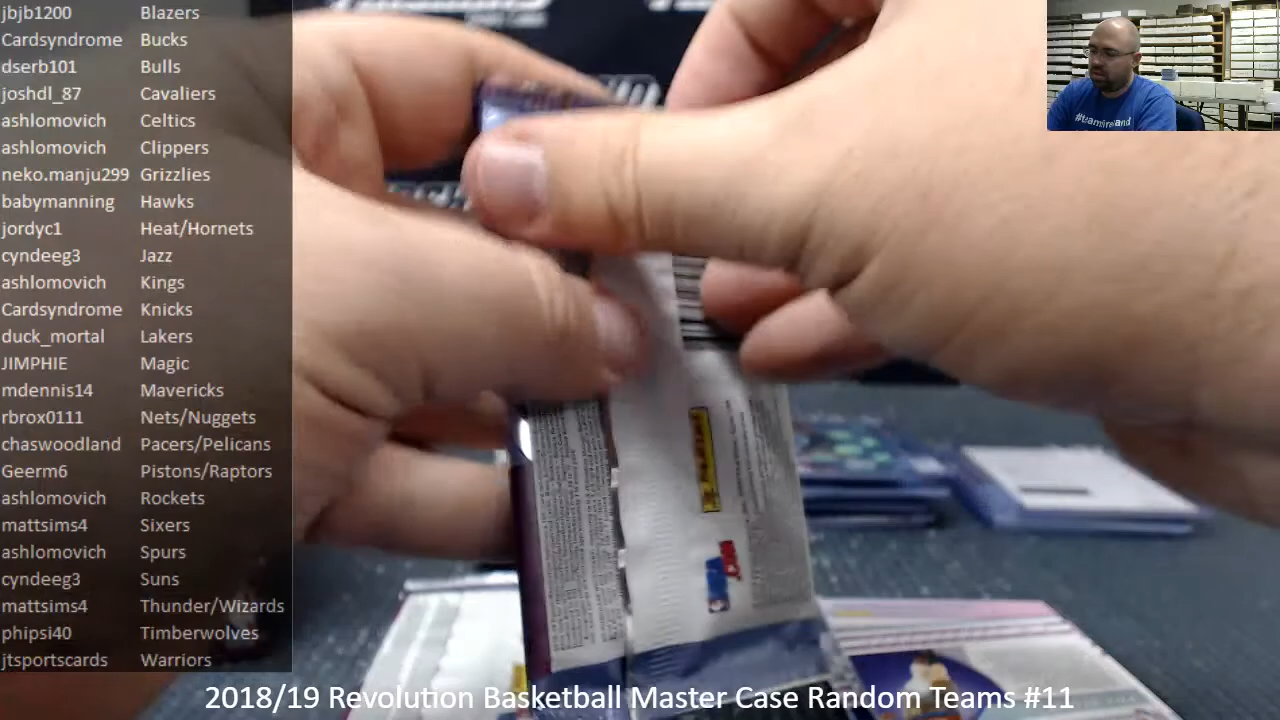 jbjb1200 Blazers
Cardsyndrome Bucks
dserb101 Bulls
joshdl_87 Cavaliers
ashlomovich Celtics
ashlomovich Clippers
neko.manju299 Grizzlies
babymanning Hawks
jordyc1 Heat/Hornets
cyndeeg3 Jazz
ashlomovich Kings
Cardsyndrome Knicks
duck_mortal Lakers
JIMPHIE Magic
mdennis14 Mavericks
rbrox0111 Nets/Nuggets
chaswoodland Pacers/Pelicans
Geerm6 Pistons/Raptors
ashlomovich Rockets
mattsims4 Sixers
ashlomovich Spurs
cyndeeg3 Suns
mattsims4 Thunder/Wizards
phipsi40 Timberwolves
jtsportscards Warriors
2018/19 Revolution Basketball Master Case Random Teams #11